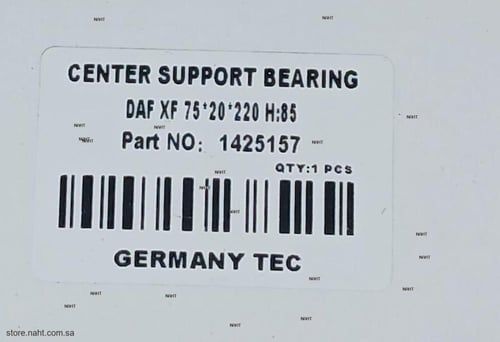 CENTER SUPPORT BEARING
DAF XF 75*20*220 H:85
Part NO: 1425157
QTY:1 PCS
GERMANY TEC
store.naht.com.sa